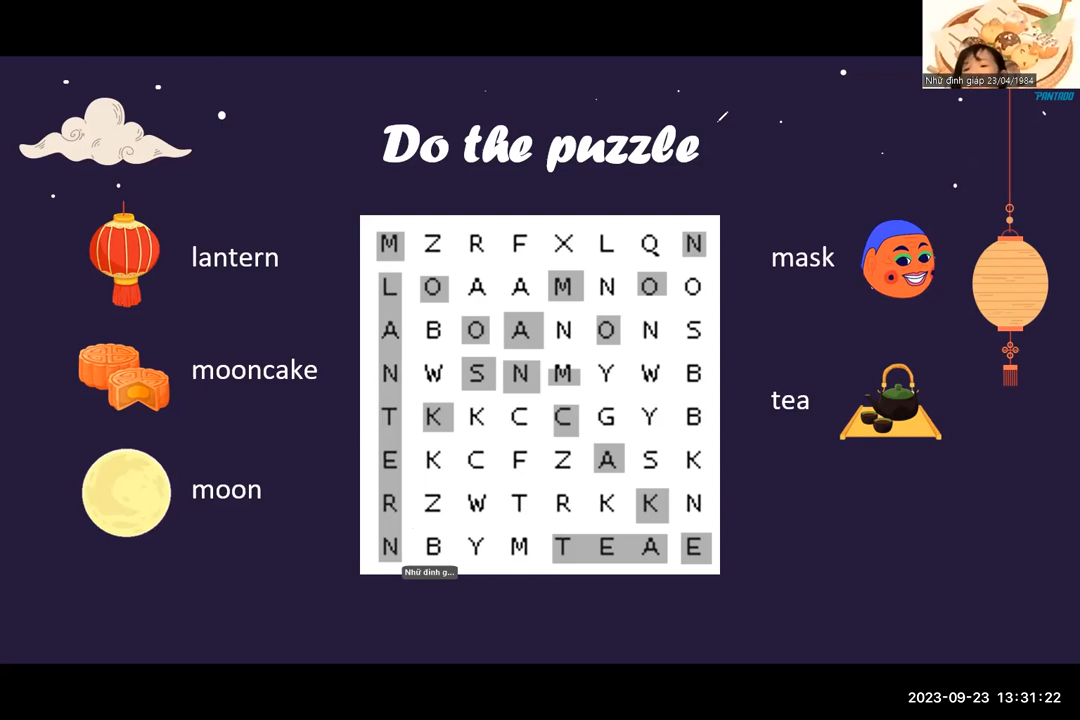 Nhữ đình giáp 23/04/1984
PANTADO
Do the puzzle
lantern
mooncake
moon
M Z R F X L Q N
L O A A M N O O
A B O A N O N S
N W S N M Y W B
T K K C C G Y B
E K C F Z A S K
R Z W T R K K N
N B Y M T E A E
Nhữ đình g...
mask
tea
2023-09-23 13:31:22